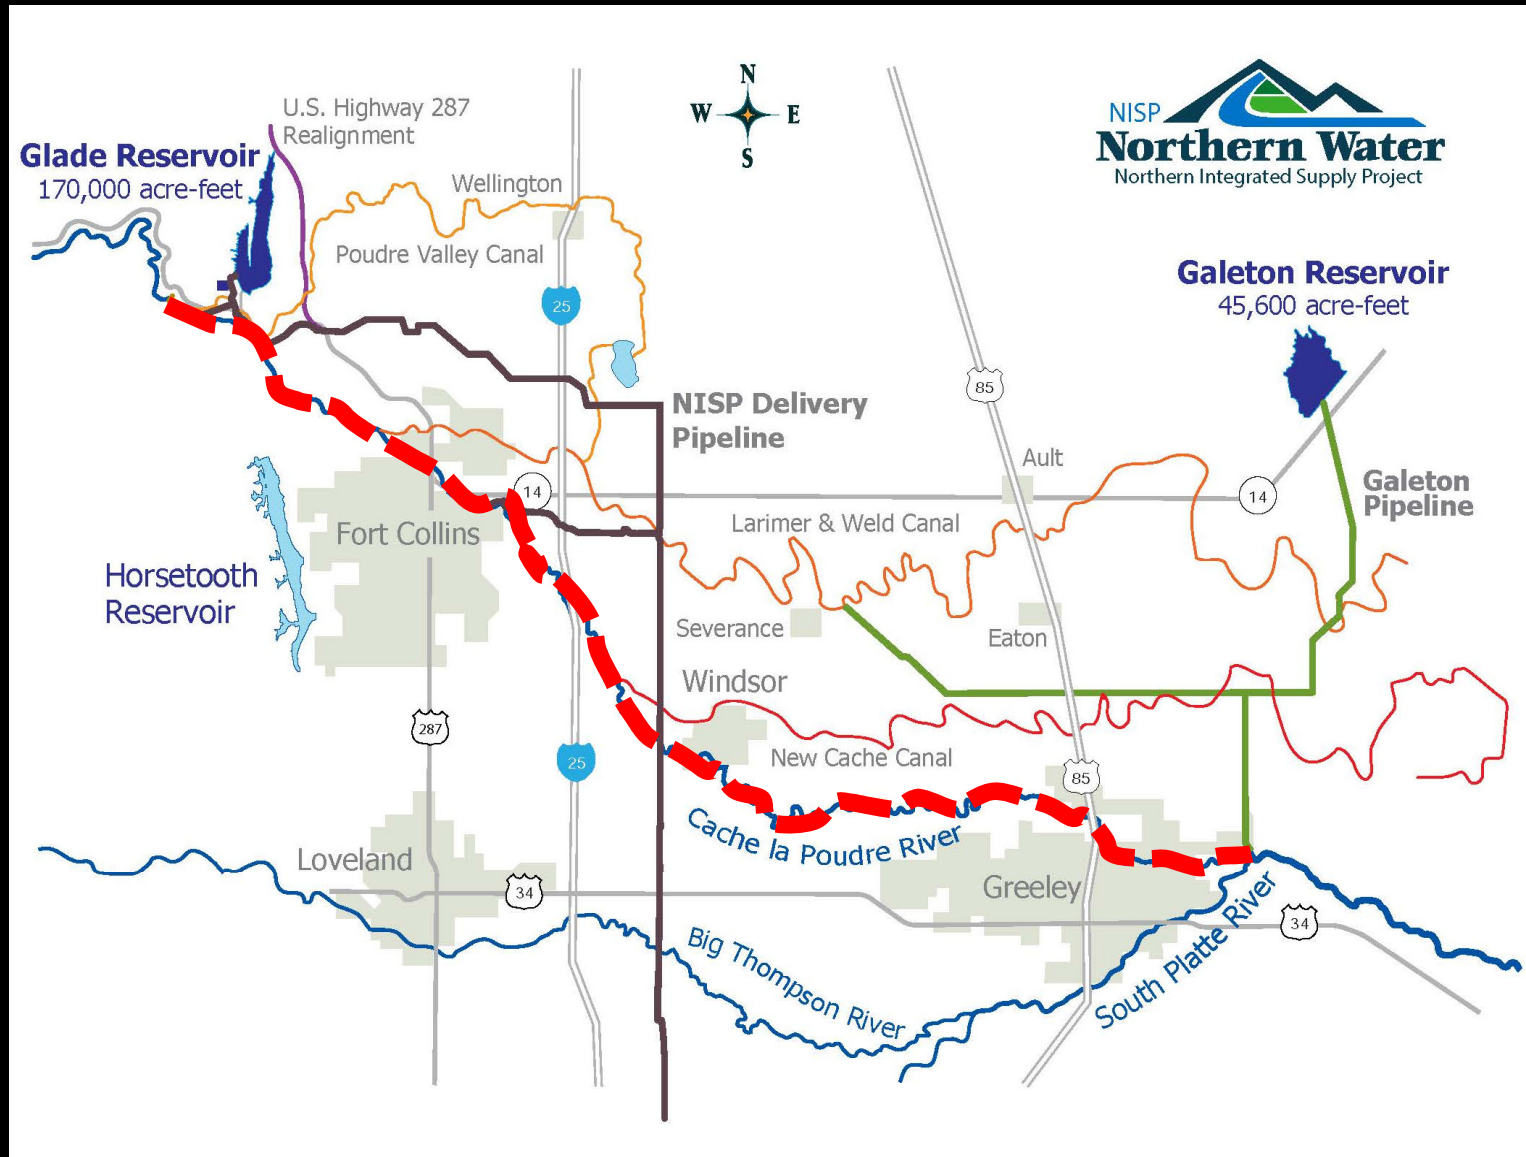 N
W
E
S
NISP
Northern Water
Northern Integrated Supply Project
U.S. Highway 287
Realignment
Glade Reservoir
170,000 acre-feet
Wellington
Poudre Valley Canal
25
Galeton Reservoir
45,600 acre-feet
85
NISP Delivery
Pipeline
Ault
Galeton
Pipeline
14
14
Larimer & Weld Canal
Fort Collins
Horsetooth
Reservoir
Severance
Eaton
Windsor
287
25
New Cache Canal
85
Cache la Poudre River
Loveland
34
Greeley
34
Big Thompson River
South Platte River